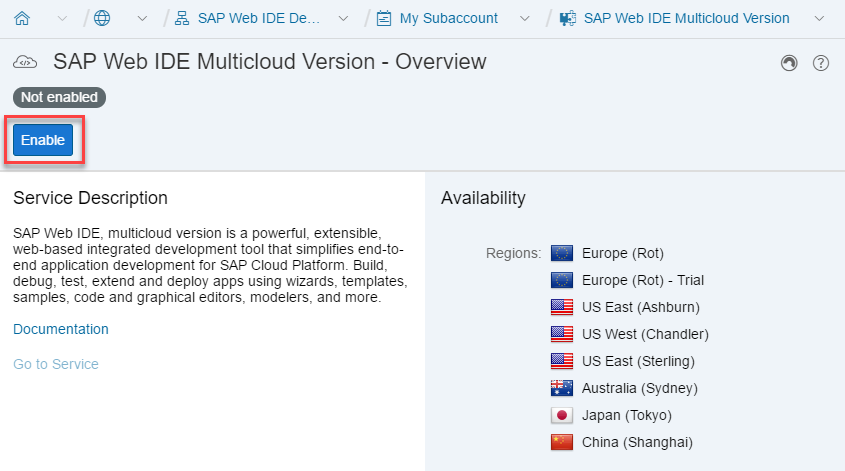 SAP Web IDE De... My Subaccount SAP Web IDE Multicloud Version
SAP Web IDE Multicloud Version - Overview
Not enabled
Enable
Service Description
SAP Web IDE, multicloud version is a powerful, extensible,
web-based integrated development tool that simplifies end-to-
end application development for SAP Cloud Platform. Build,
debug, test, extend and deploy apps using wizards, templates,
samples, code and graphical editors, modelers, and more.
Documentation
Go to Service
Availability
Regions: Europe (Rot)
Europe (Rot) - Trial
US East (Ashburn)
US West (Chandler)
US East (Sterling)
Australia (Sydney)
Japan (Tokyo)
China (Shanghai)